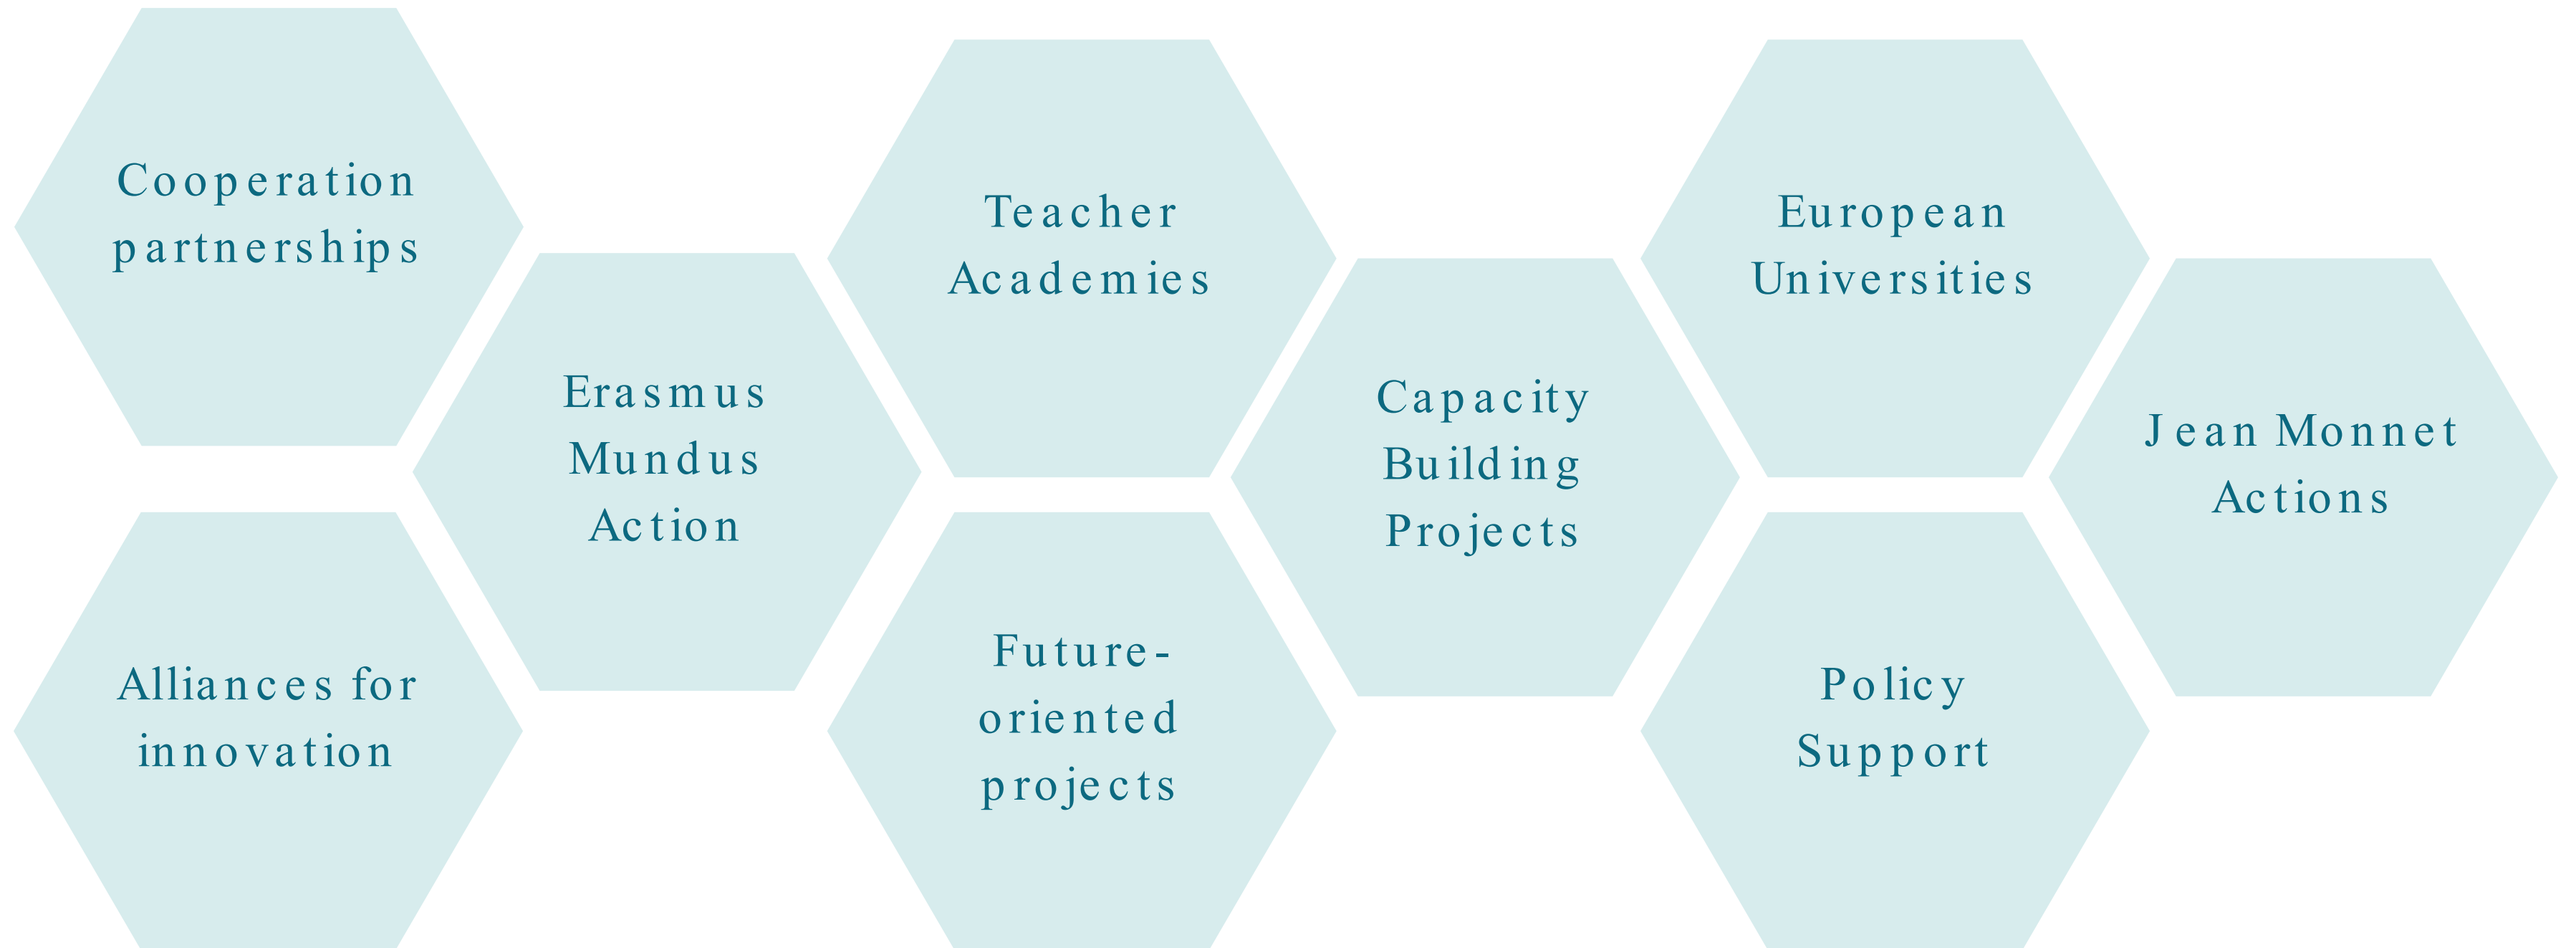 Cooperation
partnerships
Alliances for
innovation
Erasmus
Mundus
Action
Teacher
Academies
Future-
oriented
projects
Capacity
Building
Projects
European
Universities
Policy
Support
Jean Monnet
Actions